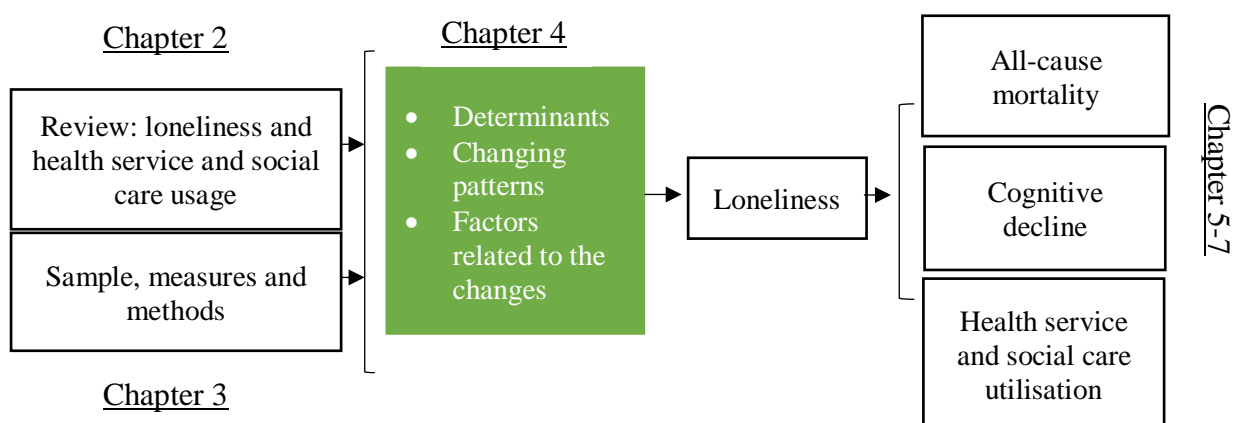 Chapter 2
Review: loneliness and
health service and social
care usage
Sample, measures and
methods
Chapter 3
Chapter 4
• Determinants
• Changing
patterns
• Factors
related to the
changes
Loneliness
All-cause
mortality
Cognitive
decline
Health service
and social care
utilisation
Chapter 5-7